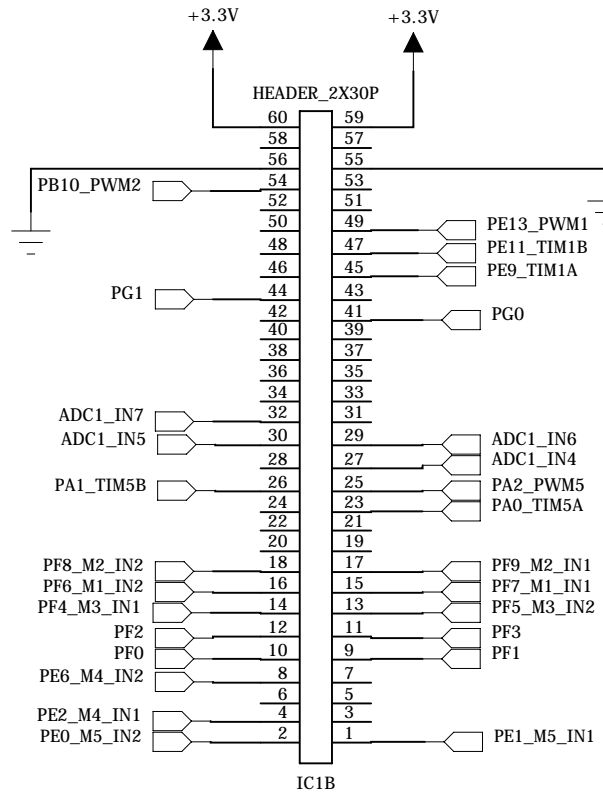 +3.3V +3.3V
HEADER_2X30P
60 59
58 57
56 55
PB10_PWM2 54 53
52 51
50 49 PE13_PWM1
48 47 PE11_TIM1B
46 45 PE9_TIM1A
PG1 44 43
42 41 PG0
40 39
38 37
36 35
34 33
ADC1_IN7 32 31
ADC1_IN5 30 29 ADC1_IN6
28 27 ADC1_IN4
PA1_TIM5B 26 25 PA2_PWM5
24 23 PA0_TIM5A
22 21
20 19
PF8_M2_IN2 18 17 PF9_M2_IN1
PF6_M1_IN2 16 15 PF7_M1_IN1
PF4_M3_IN1 14 13 PF5_M3_IN2
PF2 12 11 PF3
PF0 10 9 PF1
PE6_M4_IN2 8 7
6 5
PE2_M4_IN1 4 3
PE0_M5_IN2 2 1 PE1_M5_IN1
IC1B